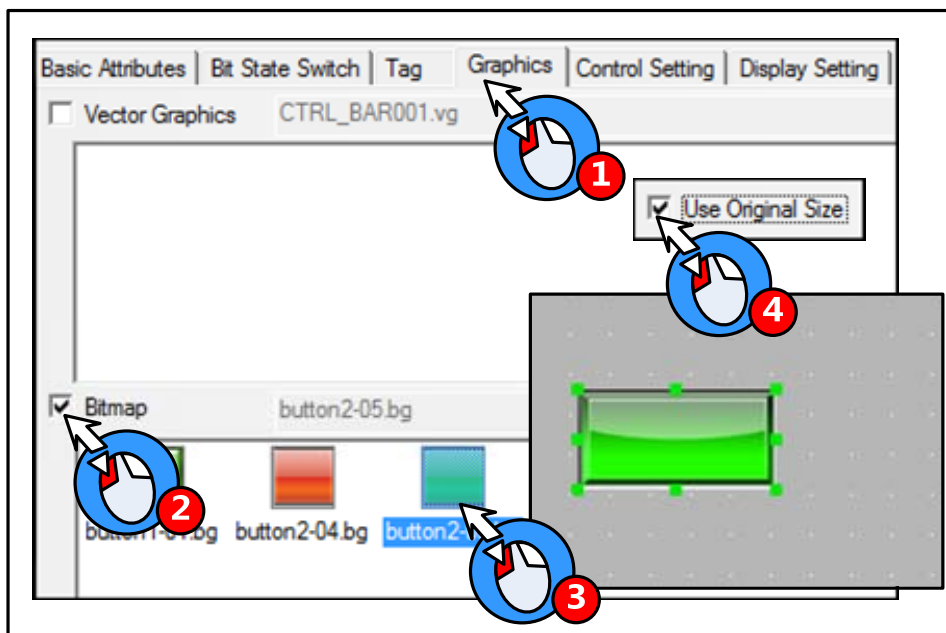 Basic Attributes Bit State Switch Tag Graphics Control Setting Display Setting
Vector Graphics CTRL_BAR001.vg
1
Use Original Size
4
Bitmap button2-05.bg
2
button2-04.bg
3